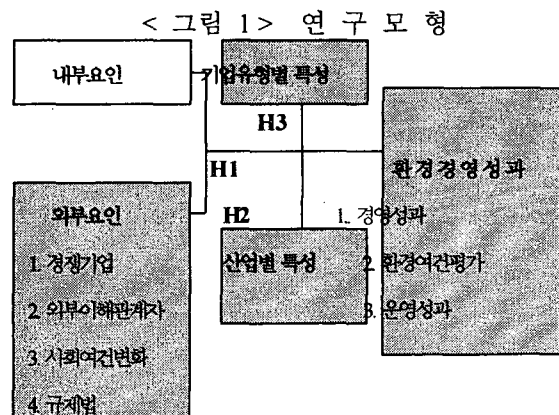 < 그림 1 > 연 구 모 형
내부요인
기업유형별 특성
H3
H1
환경경영성과
외부요인
H2
1. 경영성과
1. 경쟁기업
산업별 특성
2. 환경여건평가
2. 외부이해관계자
3. 운영성과
3. 사회여건변화
4. 규제법